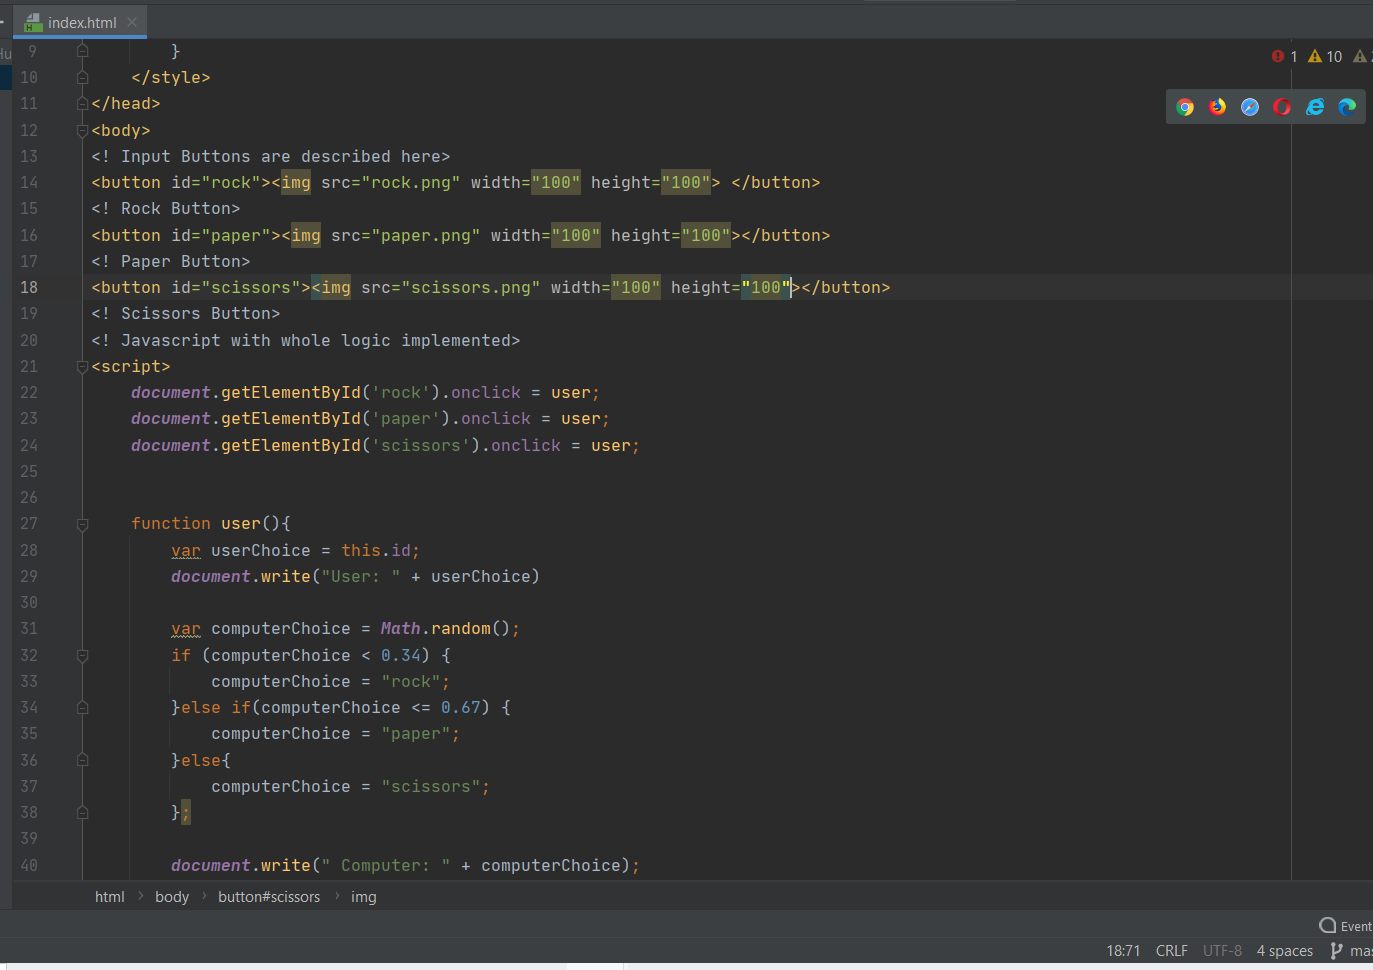 index.html
1 10
9 }
10 </style>
11 </head>
12 <body>
13 <! Input Buttons are described here>
14 <button id="rock"><img src="rock.png" width="100" height="100"> </button>
15 <! Rock Button>
16 <button id="paper"><img src="paper.png" width="100" height="100"></button>
17 <! Paper Button>
18 <button id="scissors"><img src="scissors.png" width="100" height="100"></button>
19 <! Scissors Button>
20 <! Javascript with whole logic implemented>
21 <script>
22 document.getElementById('rock').onclick = user;
23 document.getElementById('paper').onclick = user;
24 document.getElementById('scissors').onclick = user;
25
26
27 function user(){
28 var userChoice = this.id;
29 document.write("User: " + userChoice)
30
31 var computerChoice = Math.random();
32 if (computerChoice < 0.34) {
33 computerChoice = "rock";
34 }else if(computerChoice <= 0.67) {
35 computerChoice = "paper";
36 }else{
37 computerChoice = "scissors";
38 };
39
40 document.write(" Computer: " + computerChoice);
html › body › button#scissors › img
Event
18:71 CRLF UTF-8 4 spaces mas